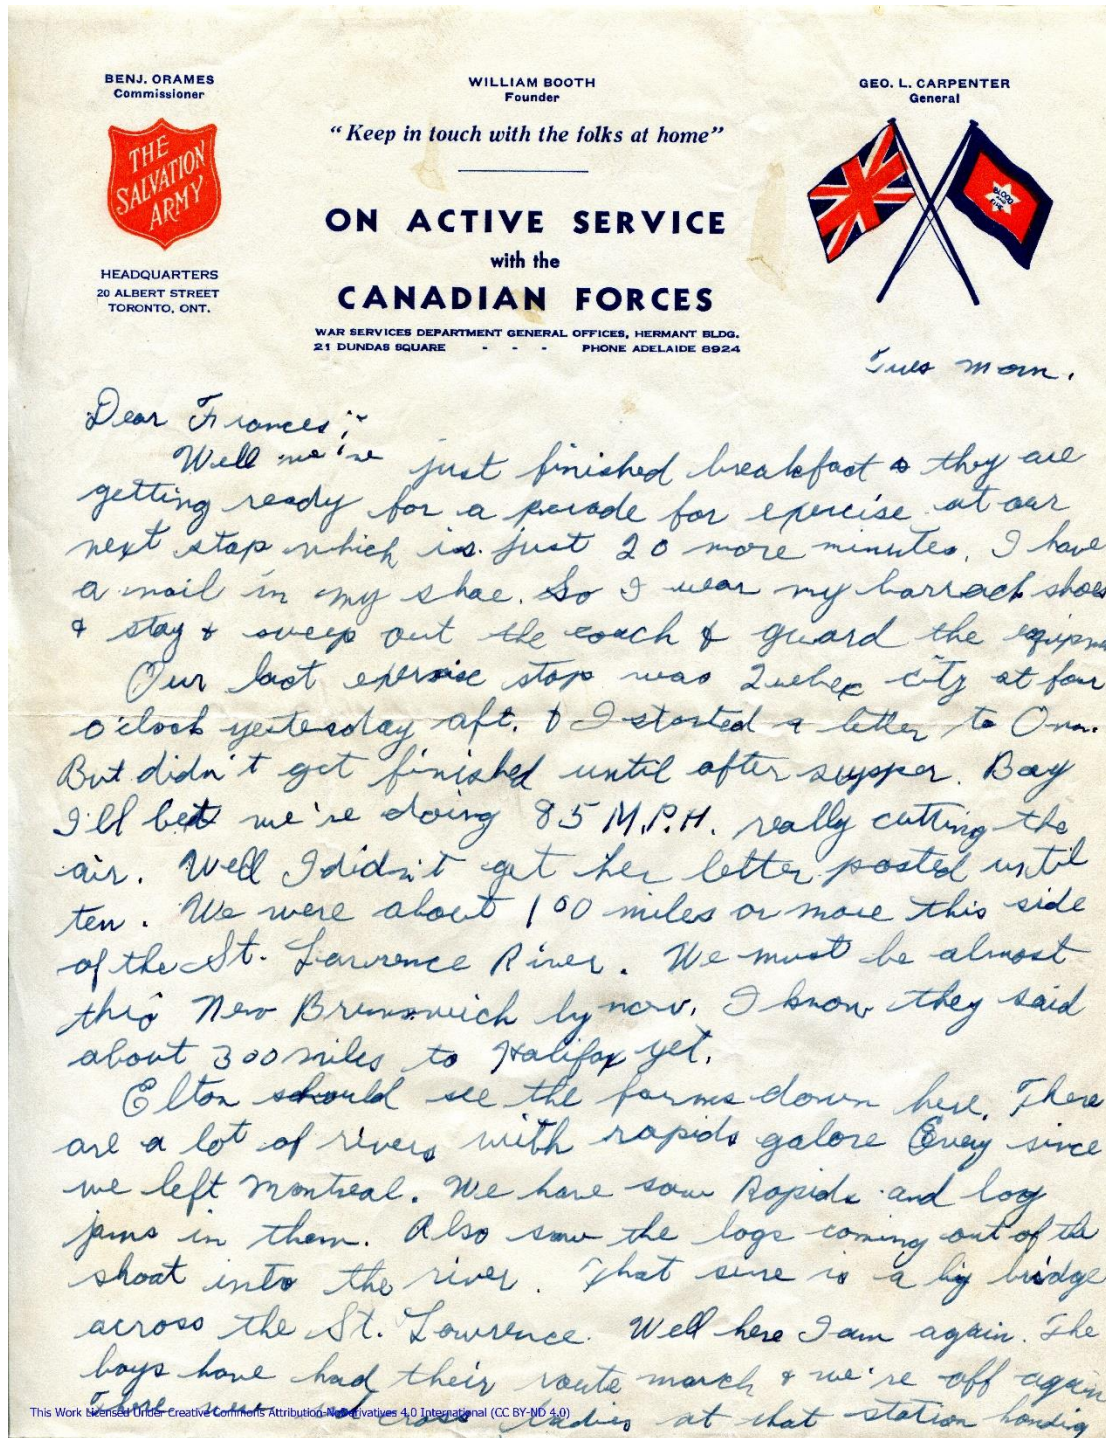 BENJ. ORAMES
Commissioner
WILLIAM BOOTH
Founder
GEO. L. CARPENTER
General
"Keep in touch with the folks at home"
THE
SALVATION
ARMY
BLOOD
AND
FIRE
ON ACTIVE SERVICE
with the
CANADIAN FORCES
HEADQUARTERS
20 ALBERT STREET
TORONTO, ONT.
WAR SERVICES DEPARTMENT GENERAL OFFICES, HERMANT BLDG.
21 DUNDAS SQUARE - - - PHONE ADELAIDE 8924
Tues morn.
Dear Frances;-
Well we've just finished breakfast & they are
getting ready for a parade for exercise at our
next stop which is just 20 more minutes. I have
a nail in my shoe. So I wear my barrack shoes
& stay & sweep out the coach & guard the equipme
Our last exersise stop was Quebec city at four
o'clock yesterday aft. & I started a letter to
But didn't get finished until after supper. Boy
I'll bet we're doing 85 M.P.H. really cutting the
air. Well I didn't get her letter posted until
ten. We were about 100 miles or more this side
of the St. Lawrence River. We must be almost
thro New Brunswick by now. I know they said
about 300 miles to Halifax yet.
Elton should see the farms down here. There
are a lot of rivers with rapids galore Every since
we left Montreal. We have saw Rapids and log
jams in them. Also saw the logs coming out of the
shoat into the river. That sure is a big bridge
across the St. Lawrence. Well here I am again. The
boys have had their route march & we're off again
There were cross ladies at that station handing
This Work Licensed Under Creative Commons Attribution-NoDerivatives 4.0 International (CC BY-ND 4.0)